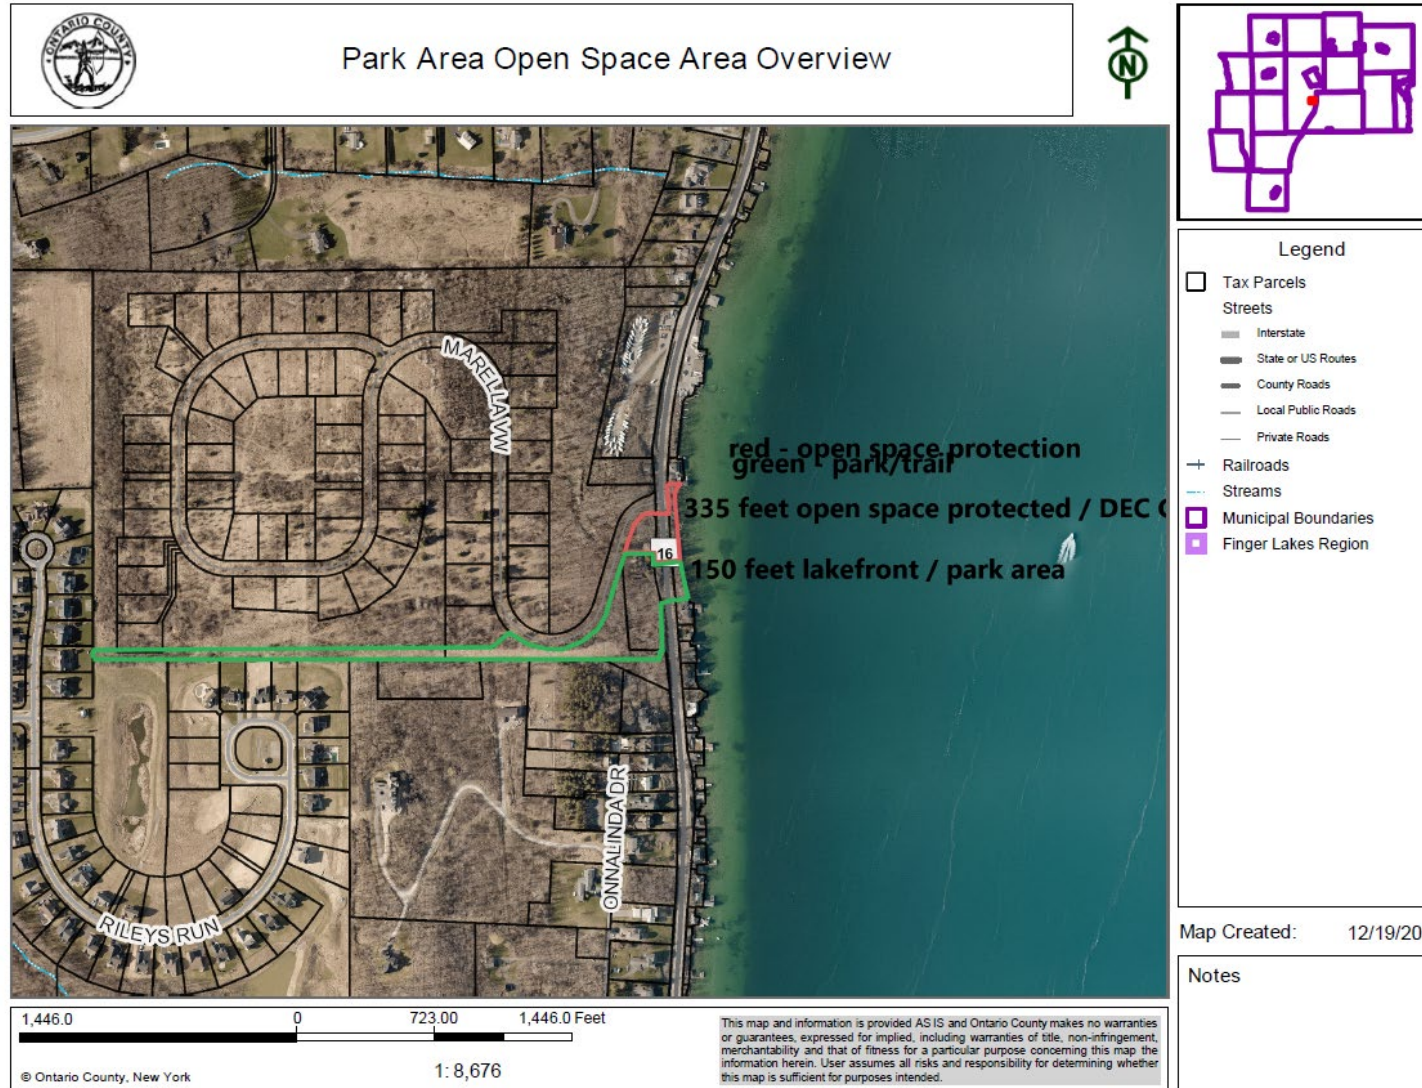 ONTARIO COUNTY
Park Area Open Space Area Overview
N
MARELLA VW
red - open space protection
green - park/trail
335 feet open space protected / DEC
16
150 feet lakefront / park area
ONNALINDA DR
RILEYS RUN
Legend
Tax Parcels
Streets
Interstate
State or US Routes
County Roads
Local Public Roads
Private Roads
Railroads
Streams
Municipal Boundaries
Finger Lakes Region
Map Created: 12/19/20
Notes
1,446.0 0 723.00 1,446.0 Feet
1: 8,676
© Ontario County, New York
This map and information is provided AS IS and Ontario County makes no warranties
or guarantees, expressed for implied, including warranties of title, non-infringement,
merchantability and that of fitness for a particular purpose concerning this map the
information herein. User assumes all risks and responsibility for determining whether
this map is sufficient for purposes intended.